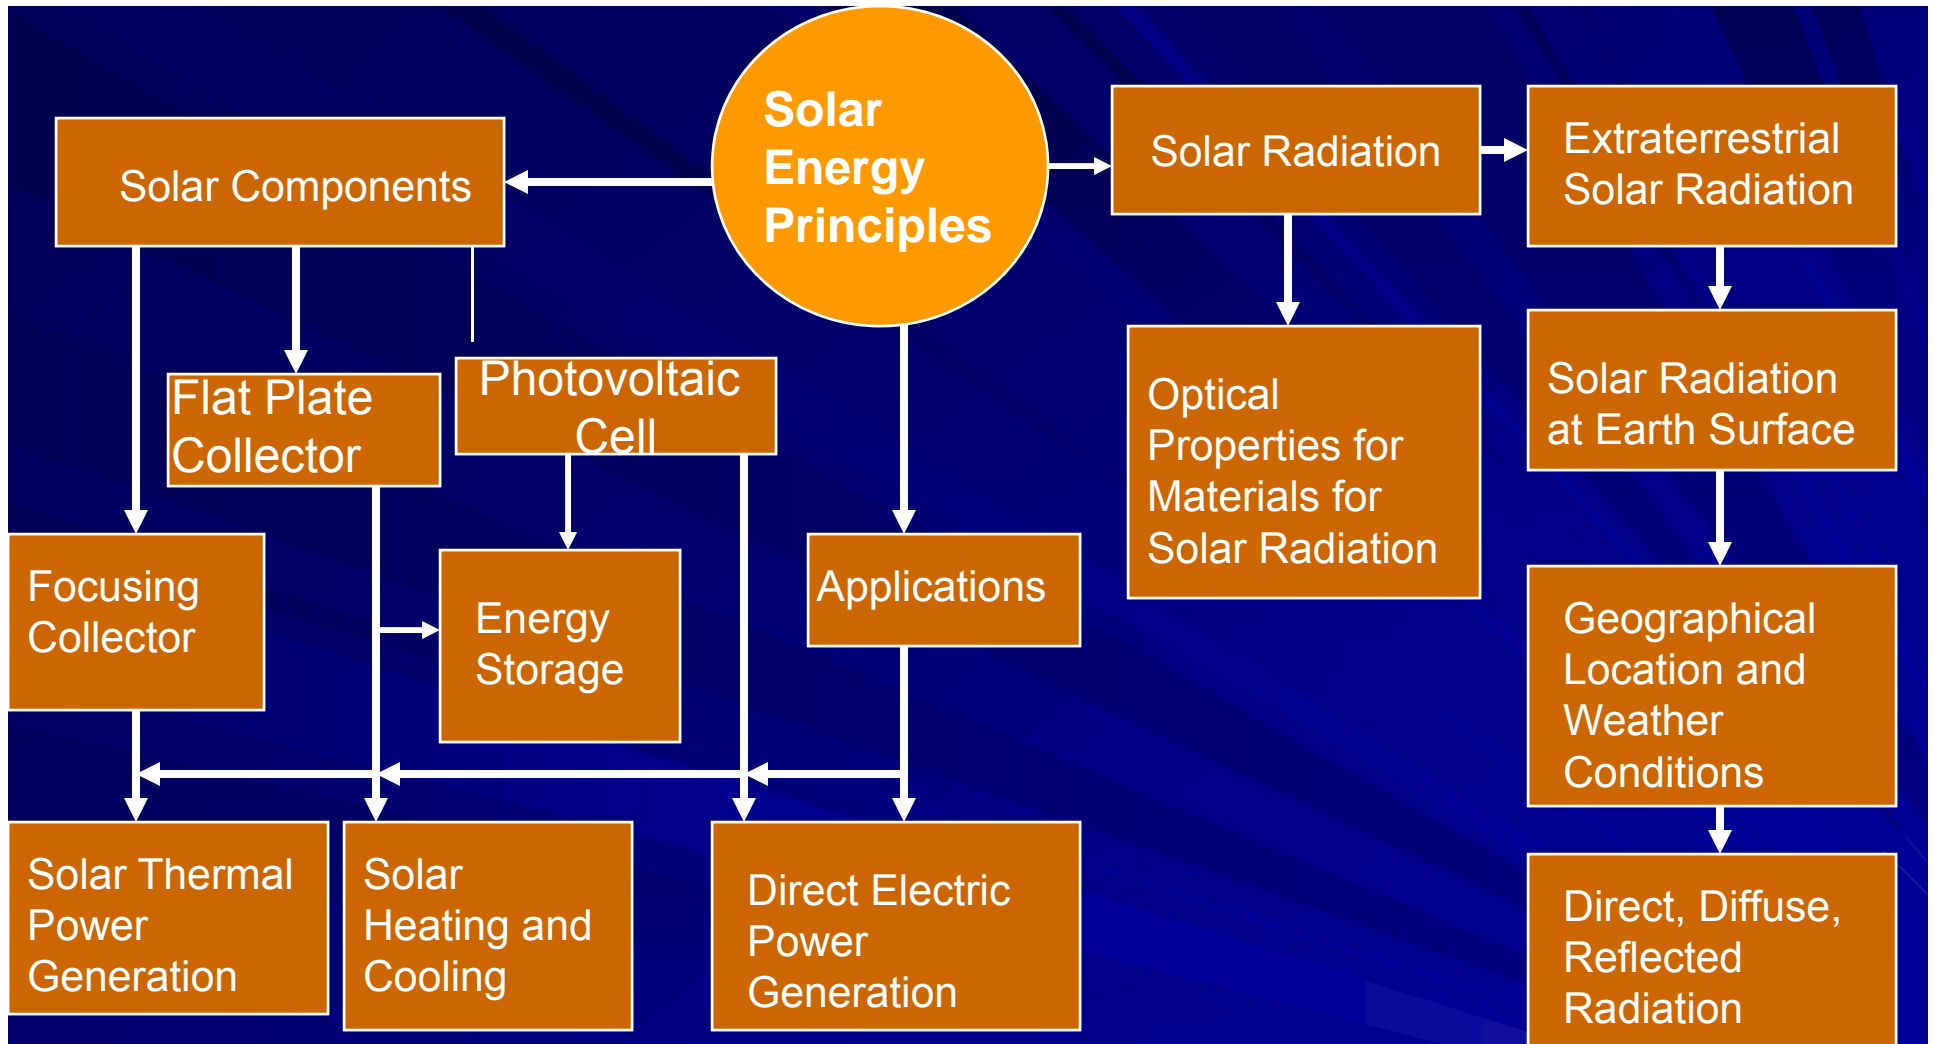 Solar
Energy
Principles
Solar Components
Solar Radiation
Extraterrestrial
Solar Radiation
Flat Plate
Collector
Photovoltaic
Cell
Optical
Properties for
Materials for
Solar Radiation
Solar Radiation
at Earth Surface
Focusing
Collector
Energy
Storage
Applications
Geographical
Location and
Weather
Conditions
Solar Thermal
Power
Generation
Solar
Heating and
Cooling
Direct Electric
Power
Generation
Direct, Diffuse,
Reflected
Radiation